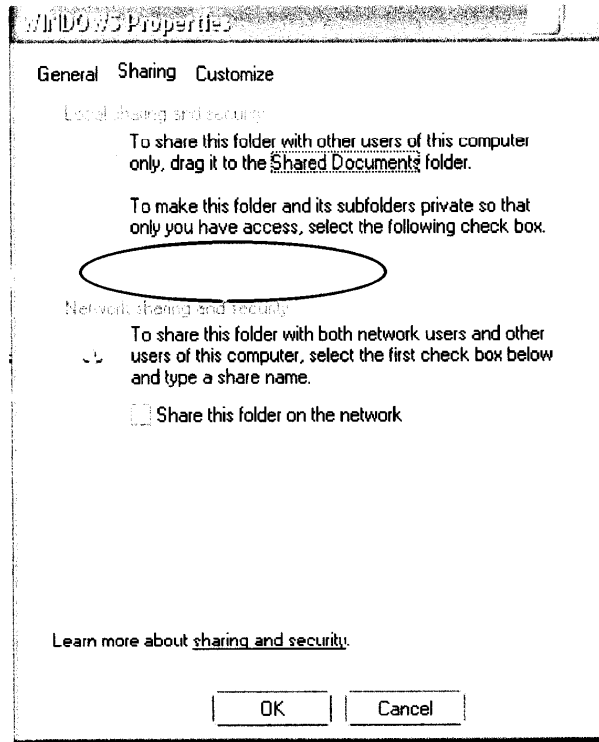 WINDOWS Properties
General Sharing Customize
Local sharing and security
To share this folder with other users of this computer
only, drag it to the Shared Documents folder.
To make this folder and its subfolders private so that
only you have access, select the following check box.
Network sharing and security
To share this folder with both network users and other
users of this computer, select the first check box below
and type a share name.
Share this folder on the network
Learn more about sharing and security.
OK Cancel